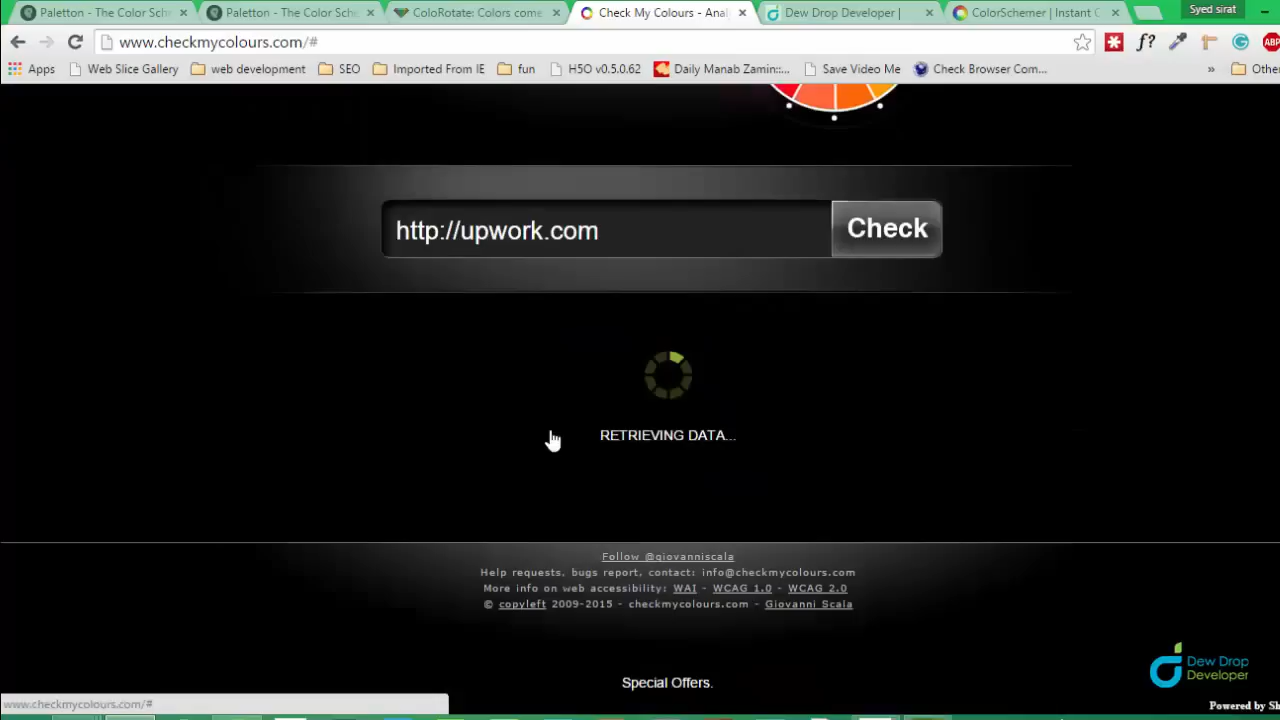 Paletton - The Color Sch
Paletton - The Color Sch
ColoRotate: Colors come
Check My Colours - Anal
Dew Drop Developer |
ColorSchemer | Instant C
Syed sirat
www.checkmycolours.com/#
f?
ABP
Apps
Web Slice Gallery
web development
SEO
Imported From IE
fun
H5O v0.5.0.62
Daily Manab Zamin::..
Save Video Me
Check Browser Com...
»
Othe
http://upwork.com
Check
RETRIEVING DATA...
Follow @giovanniscala
Help requests, bugs report, contact: info@checkmycolours.com
More info on web accessibility: WAI - WCAG 1.0 - WCAG 2.0
© copyleft 2009-2015 - checkmycolours.com - Giovanni Scala
Special Offers.
Dew Drop
Developer
Powered by Sh
www.checkmycolours.com/#